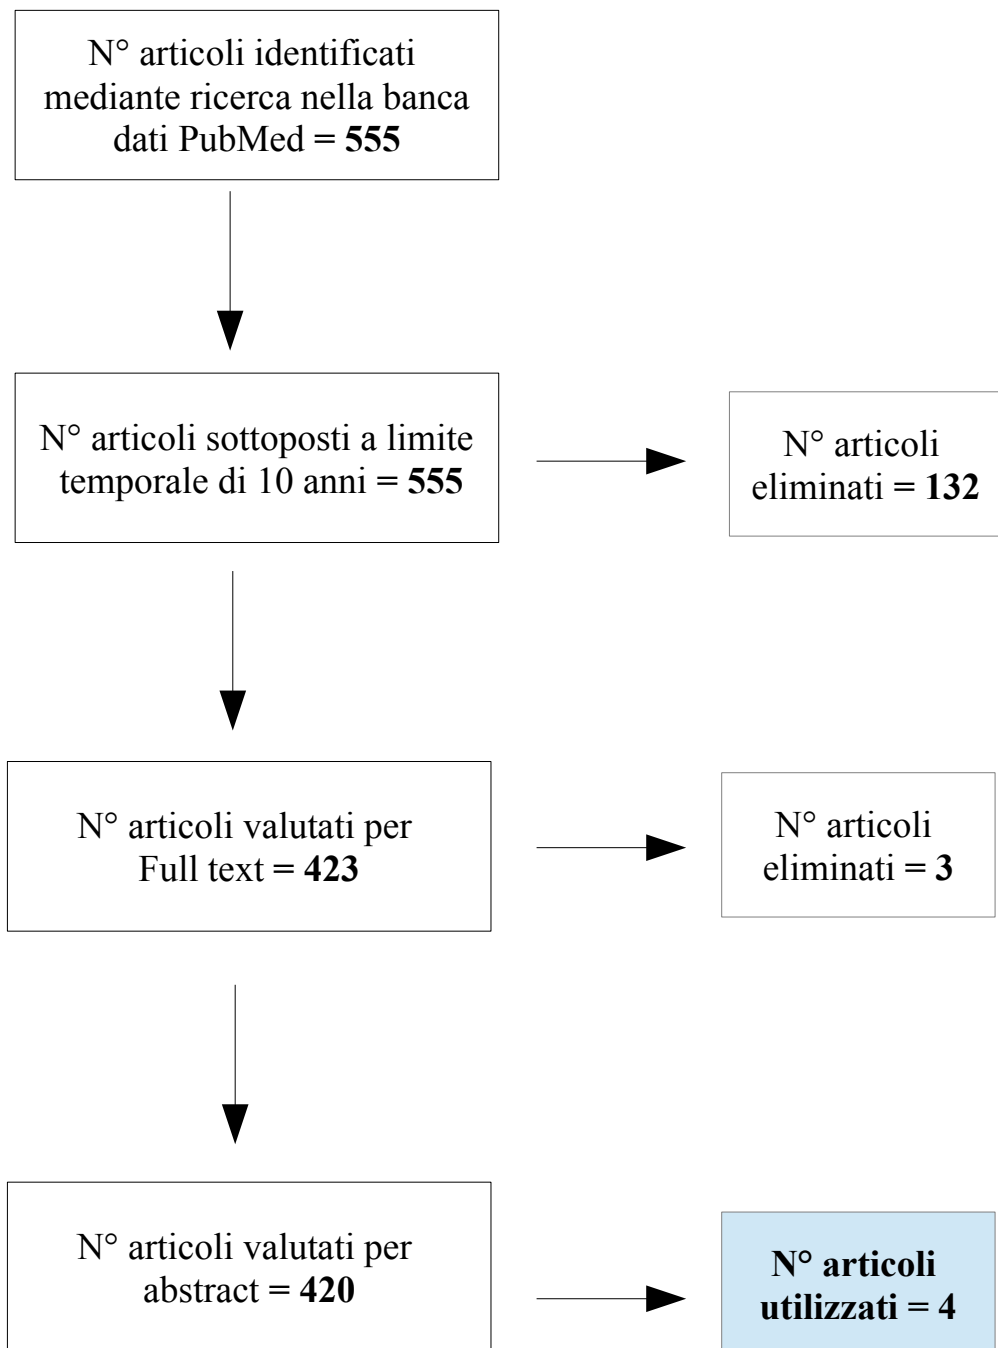 N° articoli identificati
mediante ricerca nella banca
dati PubMed = 555
N° articoli sottoposti a limite
temporale di 10 anni = 555
N° articoli
eliminati = 132
N° articoli valutati per
Full text = 423
N° articoli
eliminati = 3
N° articoli valutati per
abstract = 420
N° articoli
utilizzati = 4